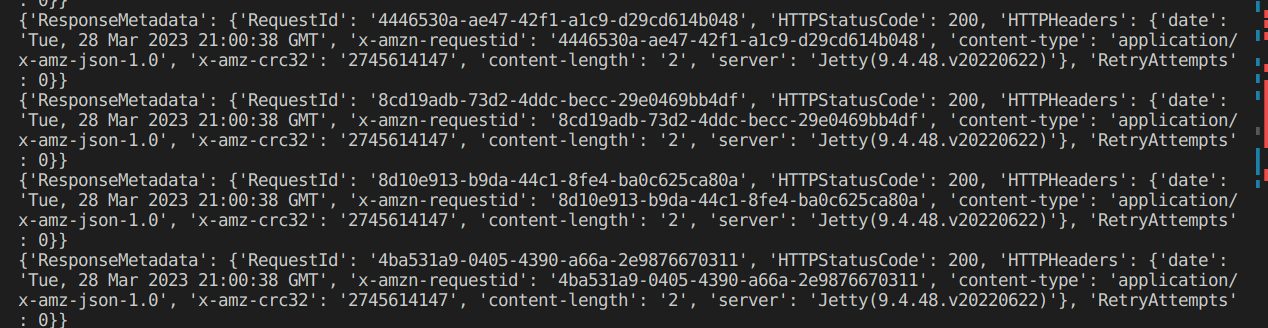 : 0}}
{'ResponseMetadata': {'RequestId': '4446530a-ae47-42f1-a1c9-d29cd614b048', 'HTTPStatusCode': 200, 'HTTPHeaders': {'date':
'Tue, 28 Mar 2023 21:00:38 GMT', 'x-amzn-requestid': '4446530a-ae47-42f1-a1c9-d29cd614b048', 'content-type': 'application/
x-amz-json-1.0', 'x-amz-crc32': '2745614147', 'content-length': '2', 'server': 'Jetty(9.4.48.v20220622)'}, 'RetryAttempts'
: 0}}
{'ResponseMetadata': {'RequestId': '8cd19adb-73d2-4ddc-becc-29e0469bb4df', 'HTTPStatusCode': 200, 'HTTPHeaders': {'date':
'Tue, 28 Mar 2023 21:00:38 GMT', 'x-amzn-requestid': '8cd19adb-73d2-4ddc-becc-29e0469bb4df', 'content-type': 'application/
x-amz-json-1.0', 'x-amz-crc32': '2745614147', 'content-length': '2', 'server': 'Jetty(9.4.48.v20220622)'}, 'RetryAttempts'
: 0}}
{'ResponseMetadata': {'RequestId': '8d10e913-b9da-44c1-8fe4-ba0c625ca80a', 'HTTPStatusCode': 200, 'HTTPHeaders': {'date':
'Tue, 28 Mar 2023 21:00:38 GMT', 'x-amzn-requestid': '8d10e913-b9da-44c1-8fe4-ba0c625ca80a', 'content-type': 'application/
x-amz-json-1.0', 'x-amz-crc32': '2745614147', 'content-length': '2', 'server': 'Jetty(9.4.48.v20220622)'}, 'RetryAttempts'
: 0}}
{'ResponseMetadata': {'RequestId': '4ba531a9-0405-4390-a66a-2e9876670311', 'HTTPStatusCode': 200, 'HTTPHeaders': {'date':
'Tue, 28 Mar 2023 21:00:38 GMT', 'x-amzn-requestid': '4ba531a9-0405-4390-a66a-2e9876670311', 'content-type': 'application/
x-amz-json-1.0', 'x-amz-crc32': '2745614147', 'content-length': '2', 'server': 'Jetty(9.4.48.v20220622)'}, 'RetryAttempts'
: 0}}